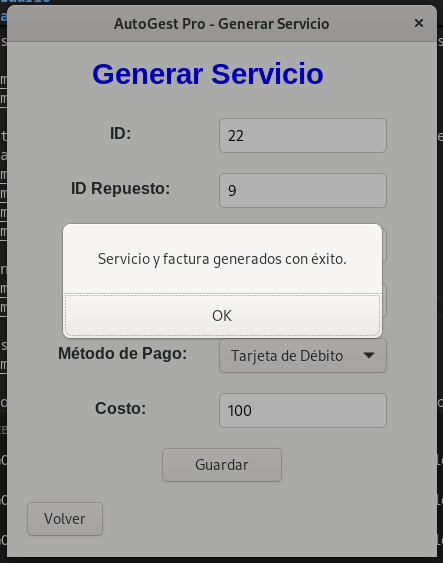 AutoGest Pro - Generar Servicio
×
Generar Servicio
ID:
22
ID Repuesto:
9
Servicio y factura generados con éxito.
OK
Método de Pago:
Tarjeta de Débito
Costo:
100
Guardar
Volver